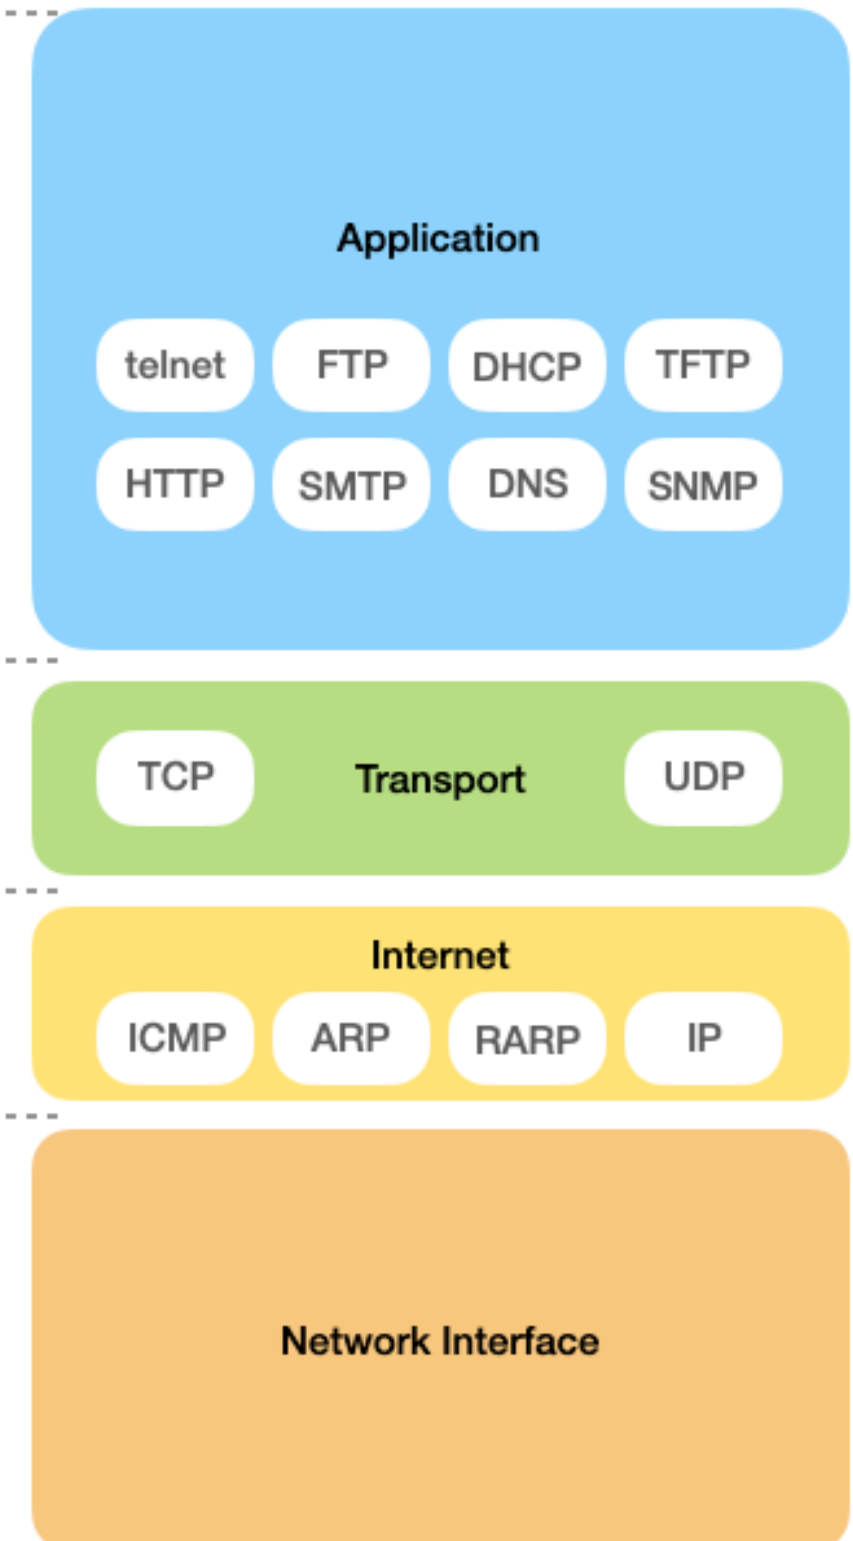 Application
telnet FTP DHCP TFTP
HTTP SMTP DNS SNMP
TCP Transport UDP
Internet
ICMP ARP RARP IP
Network Interface